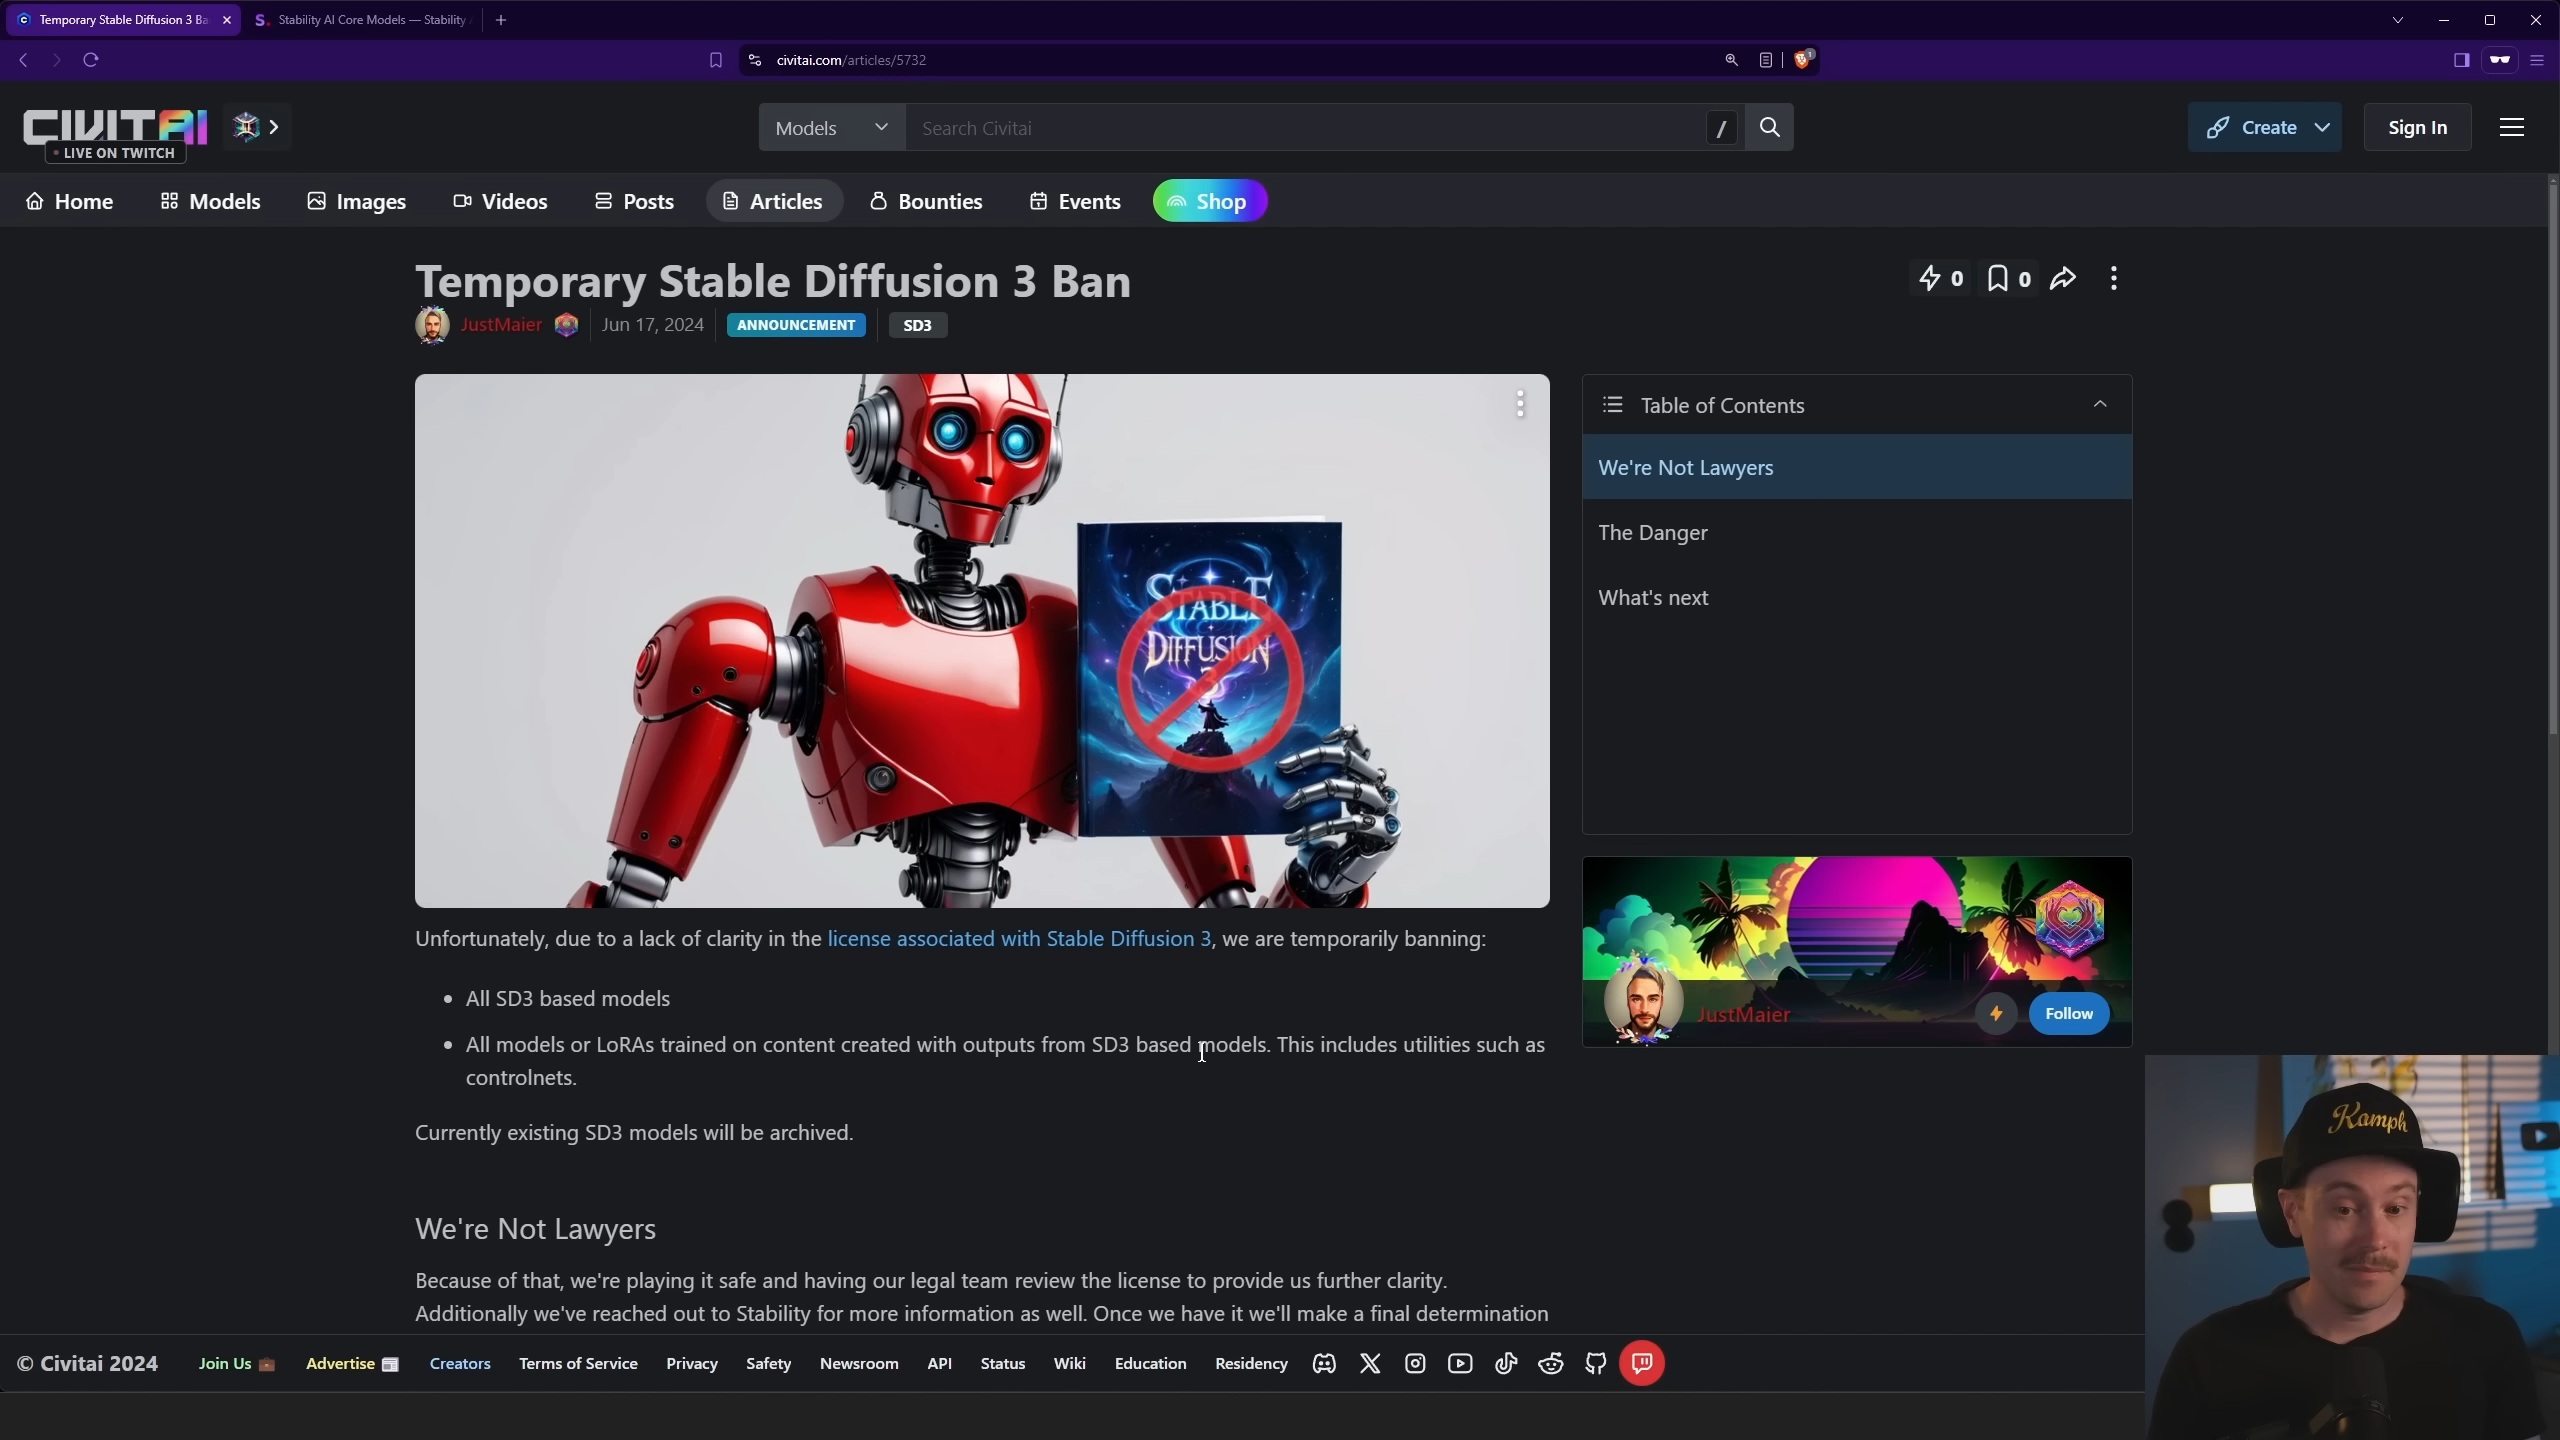 Temporary Stable Diffusion 3 Ba
Stability AI Core Models — Stability
civitai.com/articles/5732
1
CIVITAI
LIVE ON TWITCH
Models
Search Civitai
/
Create
Sign In
Home
Models
Images
Videos
Posts
Articles
Bounties
Events
Shop
Temporary Stable Diffusion 3 Ban
0
0
JustMaier
Jun 17, 2024
ANNOUNCEMENT
SD3
STABLE
DIFFUSION
3
Table of Contents
We're Not Lawyers
The Danger
What's next
JustMaier
Follow
Unfortunately, due to a lack of clarity in the license associated with Stable Diffusion 3, we are temporarily banning:
All SD3 based models
All models or LoRAs trained on content created with outputs from SD3 based models. This includes utilities such as
controlnets.
Currently existing SD3 models will be archived.
We're Not Lawyers
Because of that, we're playing it safe and having our legal team review the license to provide us further clarity.
Additionally we've reached out to Stability for more information as well. Once we have it we'll make a final determination
© Civitai 2024
Join Us
Advertise
Creators
Terms of Service
Privacy
Safety
Newsroom
API
Status
Wiki
Education
Residency
Kamph